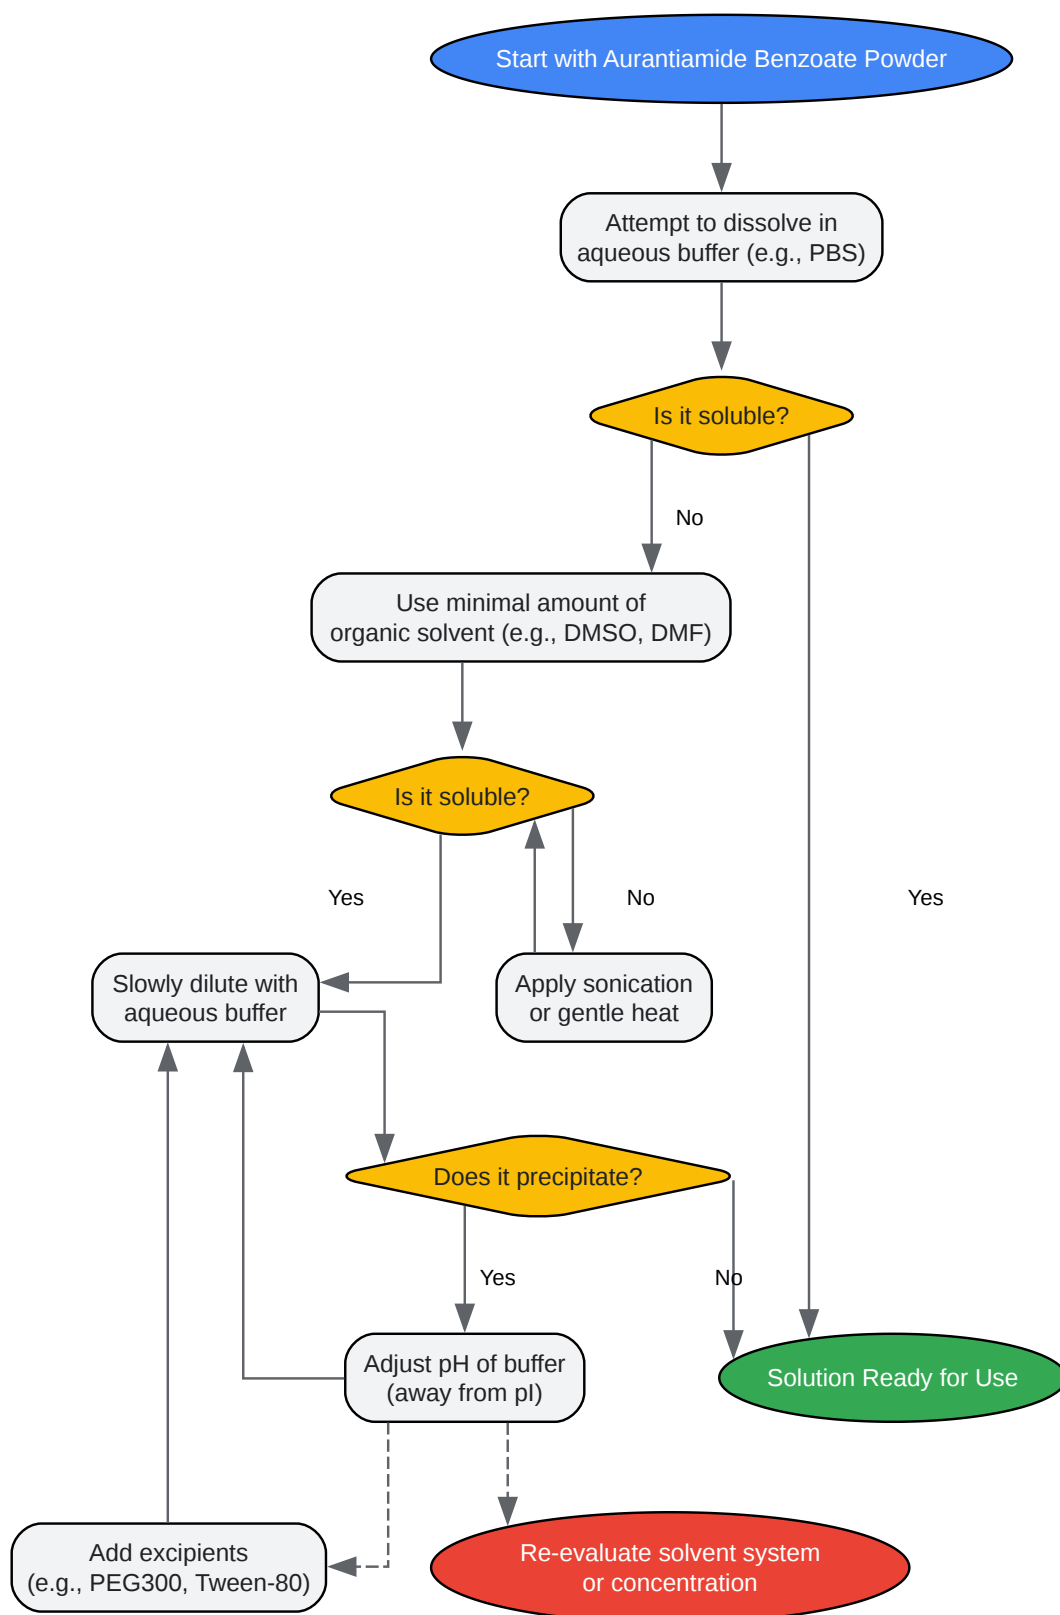 Start with Aurantiamide Benzoate Powder
Attempt to dissolve in
aqueous buffer (e.g., PBS)
Is it soluble?
No
Use minimal amount of
organic solvent (e.g., DMSO, DMF)
Is it soluble?
Yes
No
Yes
Slowly dilute with
aqueous buffer
Apply sonication
or gentle heat
Does it precipitate?
Yes
No
Adjust pH of buffer
(away from pI)
Solution Ready for Use
Add excipients
(e.g., PEG300, Tween-80)
Re-evaluate solvent system
or concentration